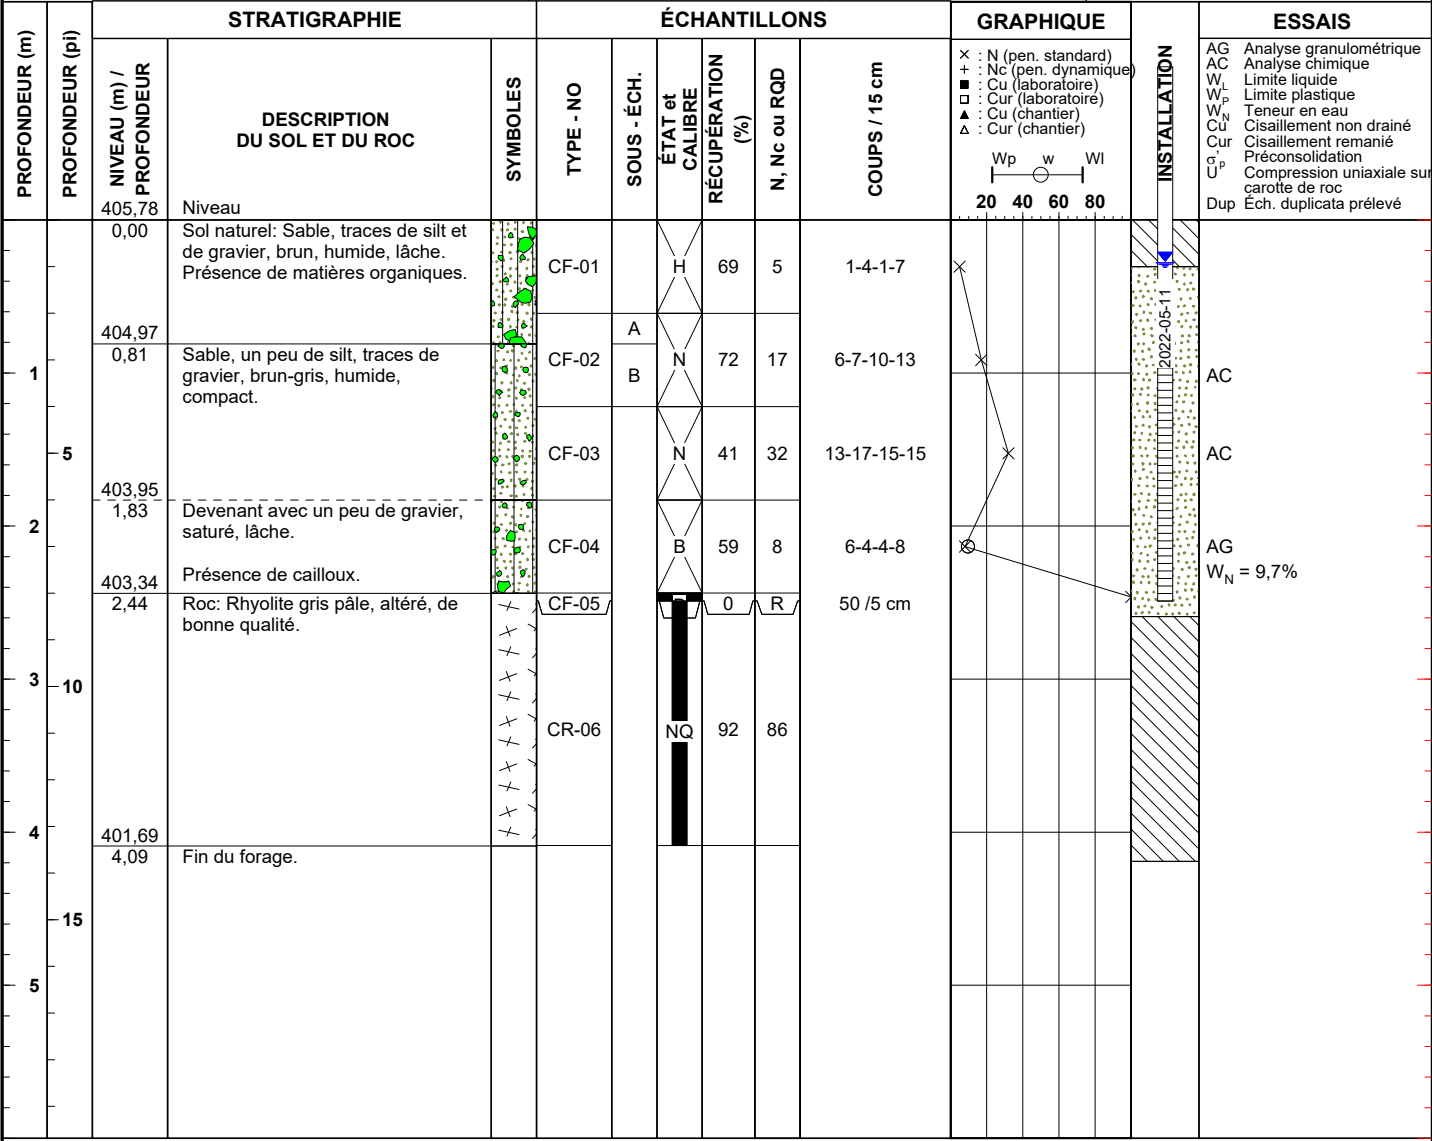 STRATIGRAPHIE
ÉCHANTILLONS
GRAPHIQUE
ESSAIS
PROFONDEUR (m)
PROFONDEUR (pi)
NIVEAU (m) /
PROFONDEUR
DESCRIPTION
DU SOL ET DU ROC
SYMBOLES
TYPE - NO
SOUS - ÉCH.
ÉTAT et
CALIBRE
RÉCUPÉRATION
(%)
N, Nc ou RQD
COUPS / 15 cm
× : N (pen. standard)
+ : Nc (pen. dynamique)
■ : Cu (laboratoire)
□ : Cur (laboratoire)
▲ : Cu (chantier)
△ : Cur (chantier)
Wp w Wl
20 40 60 80
INSTALLATION
AG Analyse granulométrique
AC Analyse chimique
W_L Limite liquide
W_P Limite plastique
W_N Teneur en eau
Cu Cisaillement non drainé
Cur Cisaillement remanié
σ'_p Préconsolidation
U Compression uniaxiale sur
carotte de roc
Dup Éch. duplicata prélevé
405,78 Niveau
0,00 Sol naturel: Sable, traces de silt et
de gravier, brun, humide, lâche.
Présence de matières organiques.
CF-01 H 69 5 1-4-1-7
404,97
A
0,81 Sable, un peu de silt, traces de
gravier, brun-gris, humide,
compact.
CF-02 N 72 17 6-7-10-13
B
AC
1
2022-05-11
5
CF-03 N 41 32 13-17-15-15 AC
403,95
1,83 Devenant avec un peu de gravier,
saturé, lâche.
2
CF-04 B 59 8 6-4-4-8 AG
W_N = 9,7%
Présence de cailloux.
403,34
2,44 Roc: Rhyolite gris pâle, altéré, de
bonne qualité.
CF-05 0 R 50 /5 cm
3
10
CR-06 NQ 92 86
4
401,69
4,09 Fin du forage.
15
5